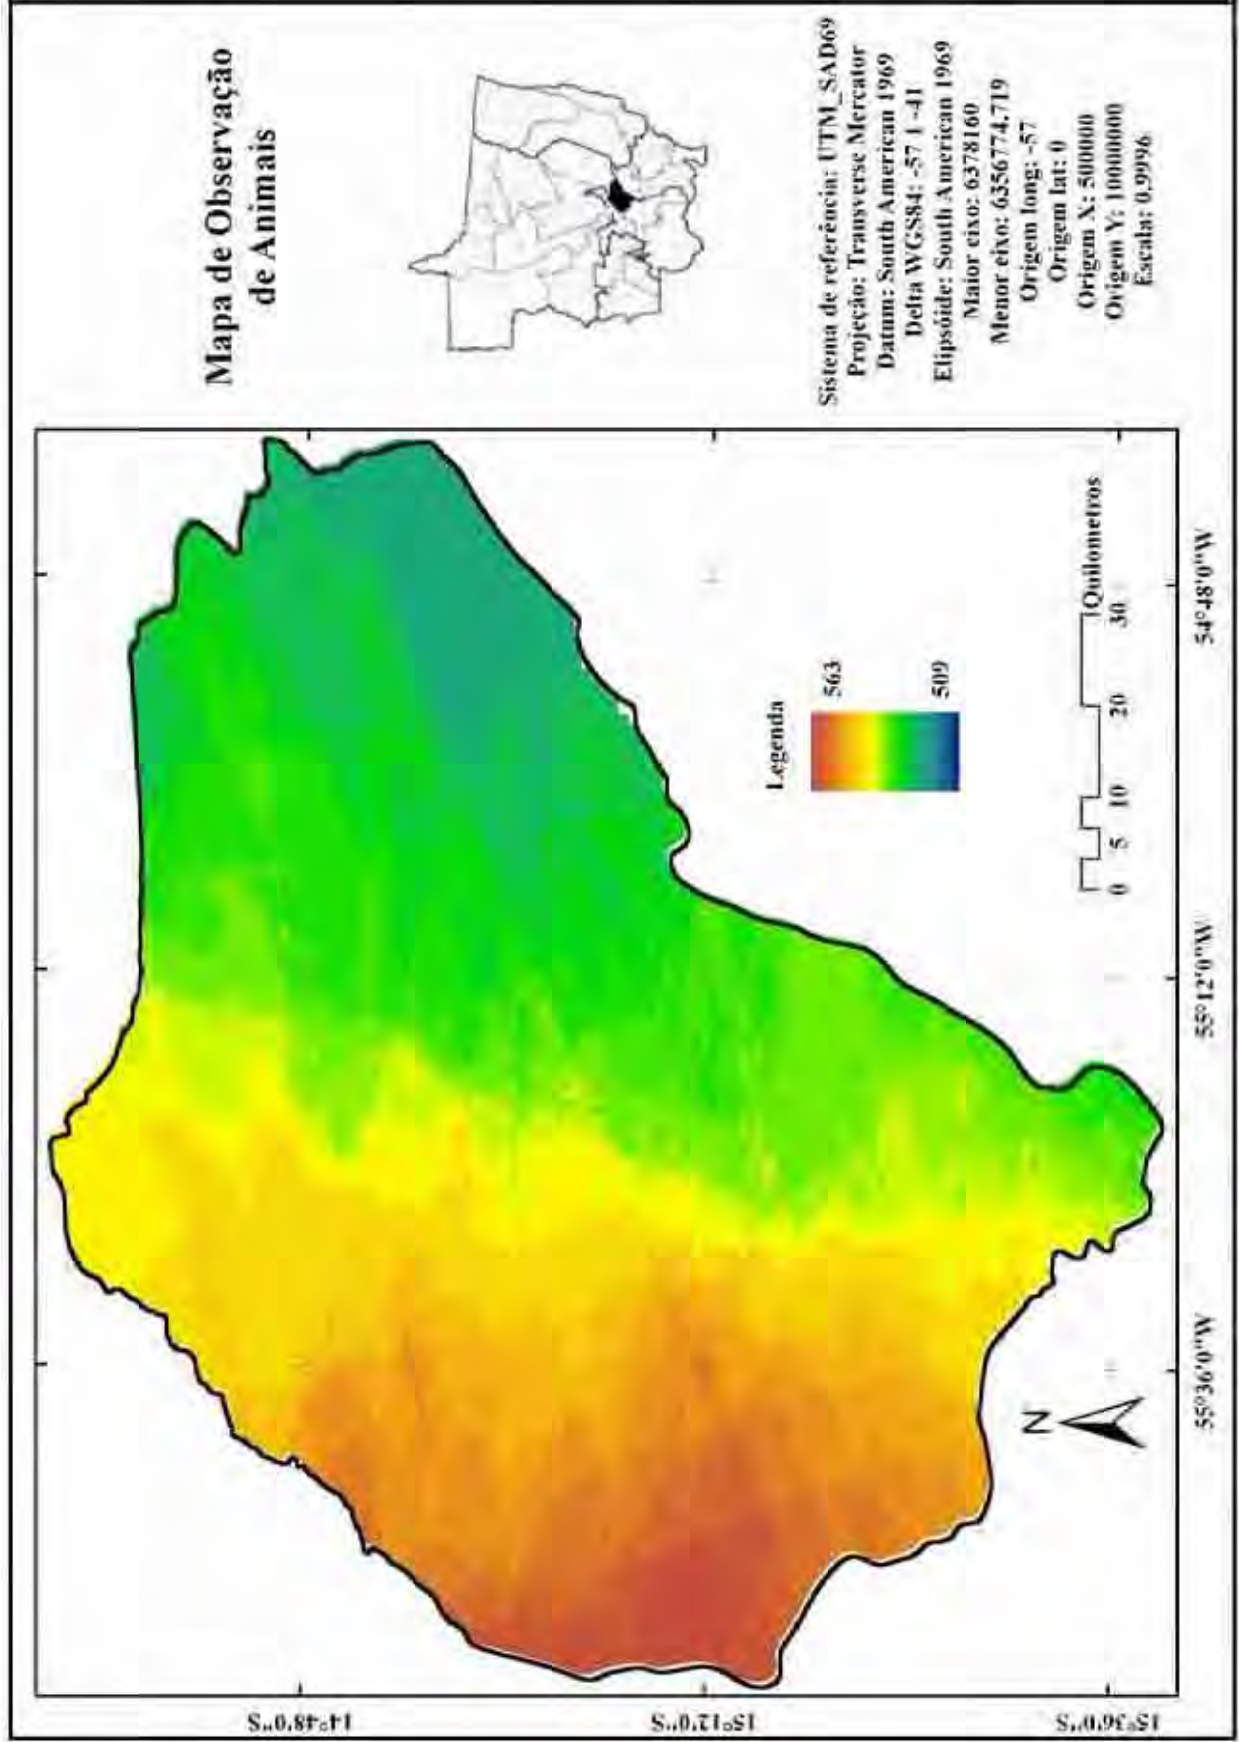 Mapa de Observação
de Animais
Sistema de referência: UTM_SAD69
Projeção: Transverse Mercator
Datum: South American 1969
Delta WGS84: -57 1 -41
Elipsóide: South American 1969
Maior eixo: 6378160
Menor eixo: 6356774,719
Origem long: -57
Origem lat: 0
Origem X: 500000
Origem Y: 10000000
Escala: 0,9996
Legenda
563
509
0 5 10 20 30
Quilometros
N
14°48'0"S
15°12'0"S
15°36'0"S
55°36'0"W
55°12'0"W
54°48'0"W